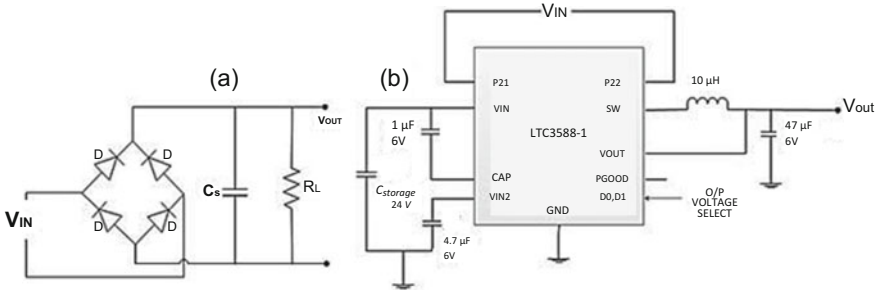 (a)
D
D
D
D
VIN
Cs
RL
VOUT
(b)
VIN
P21
P22
VIN
SW
10 µH
Vout
1 µF
6V
LTC3588-1
47 µF
6V
VOUT
Cstorage
24 V
CAP
PGOOD
VIN2
D0,D1
O/P
VOLTAGE
SELECT
GND
4.7 µF
6V